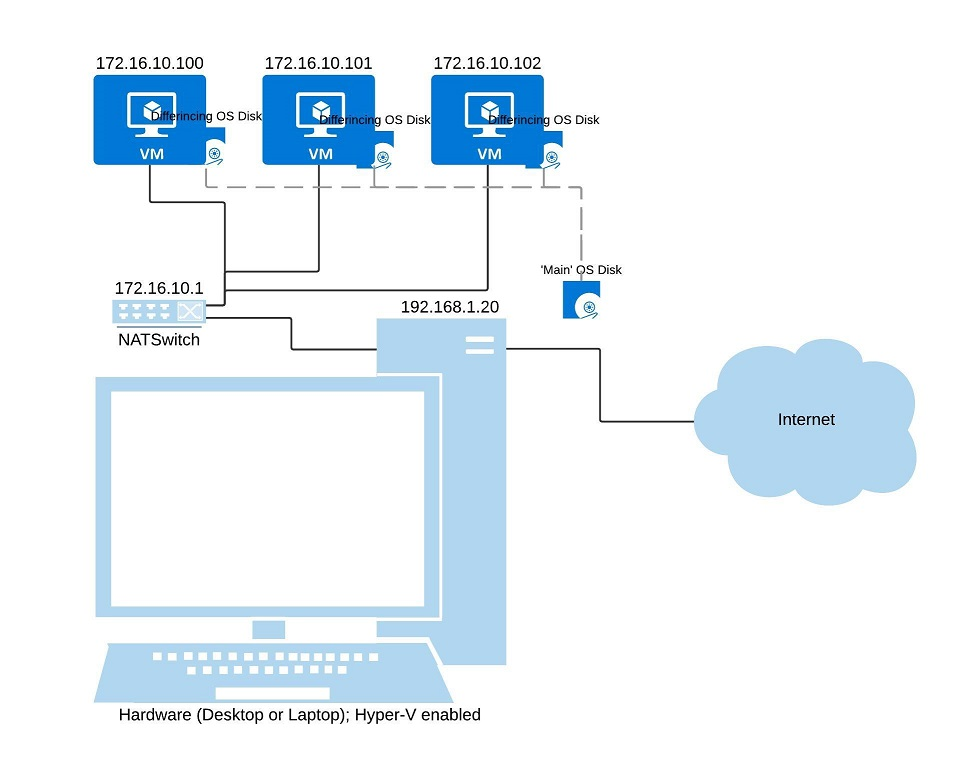 172.16.10.100
172.16.10.101
172.16.10.102
Differincing OS Disk
Differincing OS Disk
Differincing OS Disk
VM
VM
VM
'Main' OS Disk
172.16.10.1
192.168.1.20
NATSwitch
Internet
Hardware (Desktop or Laptop); Hyper-V enabled